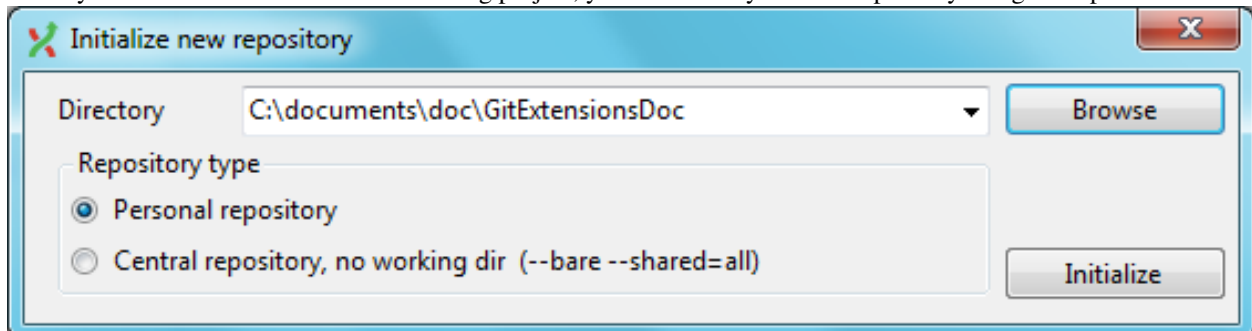 Initialize new repository
Directory C:\documents\doc\GitExtensionsDoc Browse
Repository type
Personal repository
Central repository, no working dir (--bare --shared=all)
Initialize